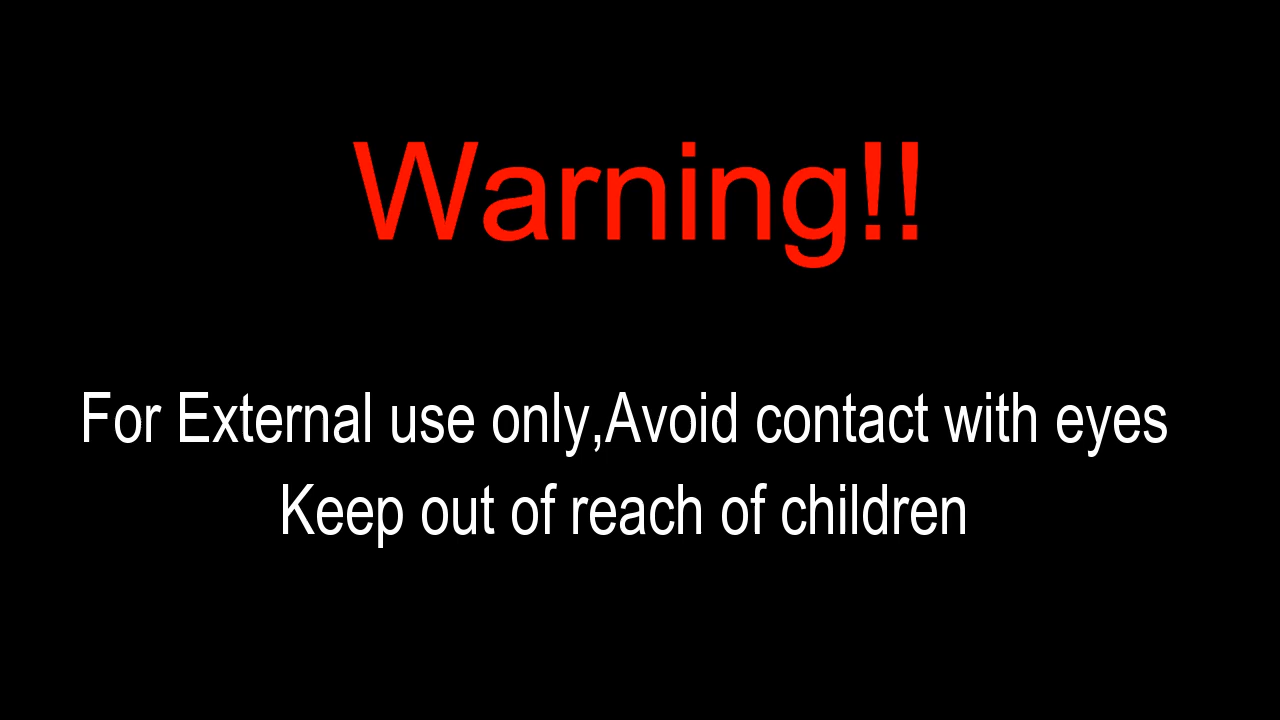 Warning!!
For External use only,Avoid contact with eyes
Keep out of reach of children